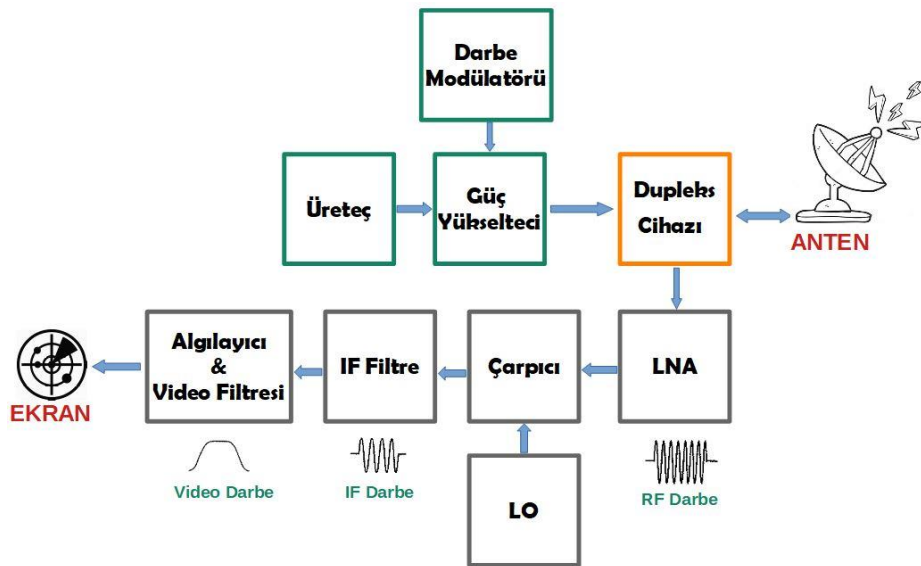 Darbe
Modülatörü
Üreteç
Güç
Yükselteci
Dupleks
Cihazı
ANTEN
Algılayıcı
&
Video Filtresi
IF Filtre
Çarpıcı
LNA
EKRAN
Video Darbe
IF Darbe
LO
RF Darbe